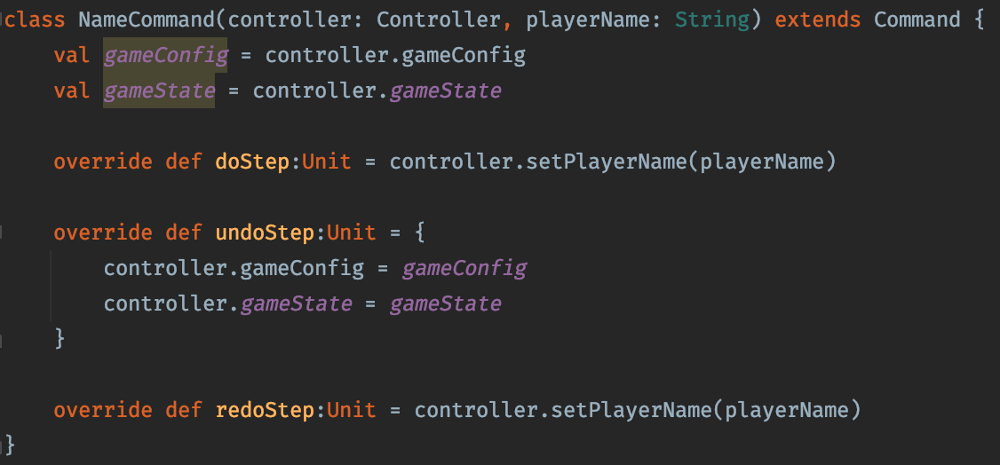 class NameCommand(controller: Controller, playerName: String) extends Command {
    val gameConfig = controller.gameConfig
    val gameState = controller.gameState
    override def doStep:Unit = controller.setPlayerName(playerName)
    override def undoStep:Unit = {
        controller.gameConfig = gameConfig
        controller.gameState = gameState
    }
    override def redoStep:Unit = controller.setPlayerName(playerName)
}